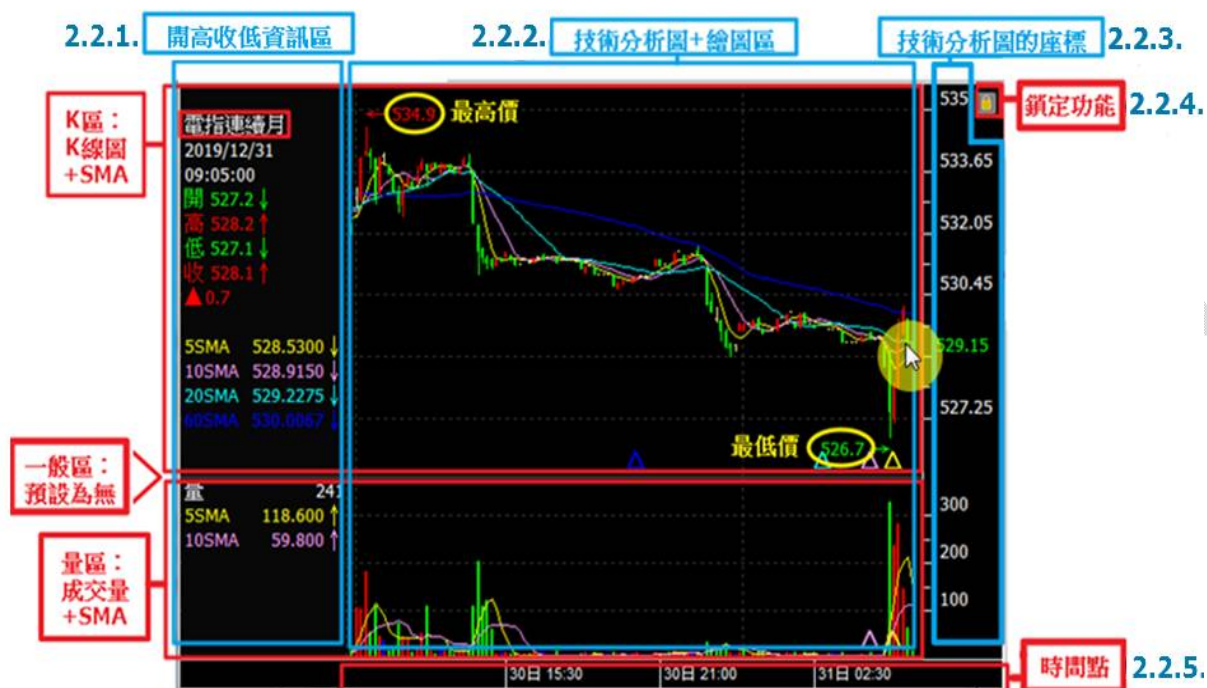 2.2.1. 開高收低資訊區
2.2.2. 技術分析圖+繪圖區
技術分析圖的座標 2.2.3.
K區：
K線圖
+SMA
電指連續月
2019/12/31
09:05:00
開 527.2↓
高 528.2↑
低 527.1↓
收 528.1↑
▲0.7
5SMA 528.5300↓
10SMA 528.9150↓
20SMA 529.2275↓
60SMA 530.0067↓
534.9 最高價
最低價 526.7
535
鎖定功能 2.2.4.
533.65
532.05
530.45
529.15
527.25
一般區：
預設為無
量 241
5SMA 118.600↑
10SMA 59.800↑
量區：
成交量
+SMA
300
200
100
30日 15:30
30日 21:00
31日 02:30
時間點 2.2.5.